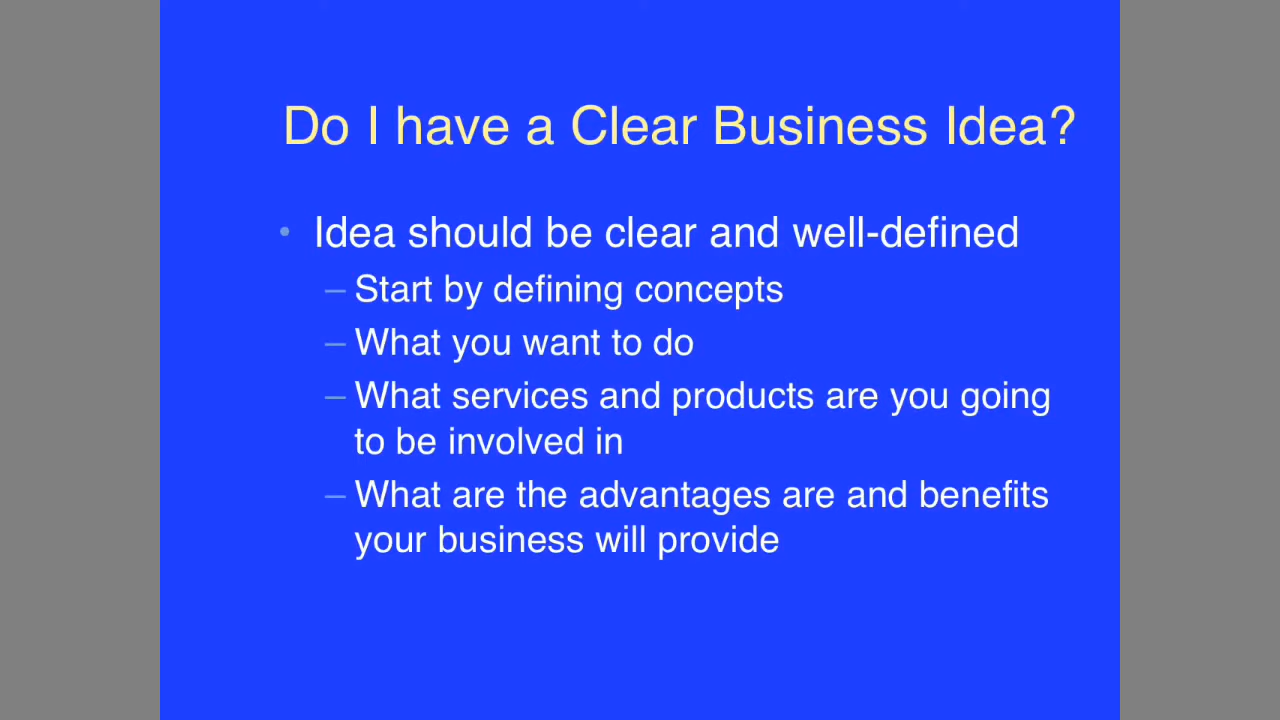 Do I have a Clear Business Idea?
• Idea should be clear and well-defined
– Start by defining concepts
– What you want to do
– What services and products are you going
to be involved in
– What are the advantages are and benefits
your business will provide